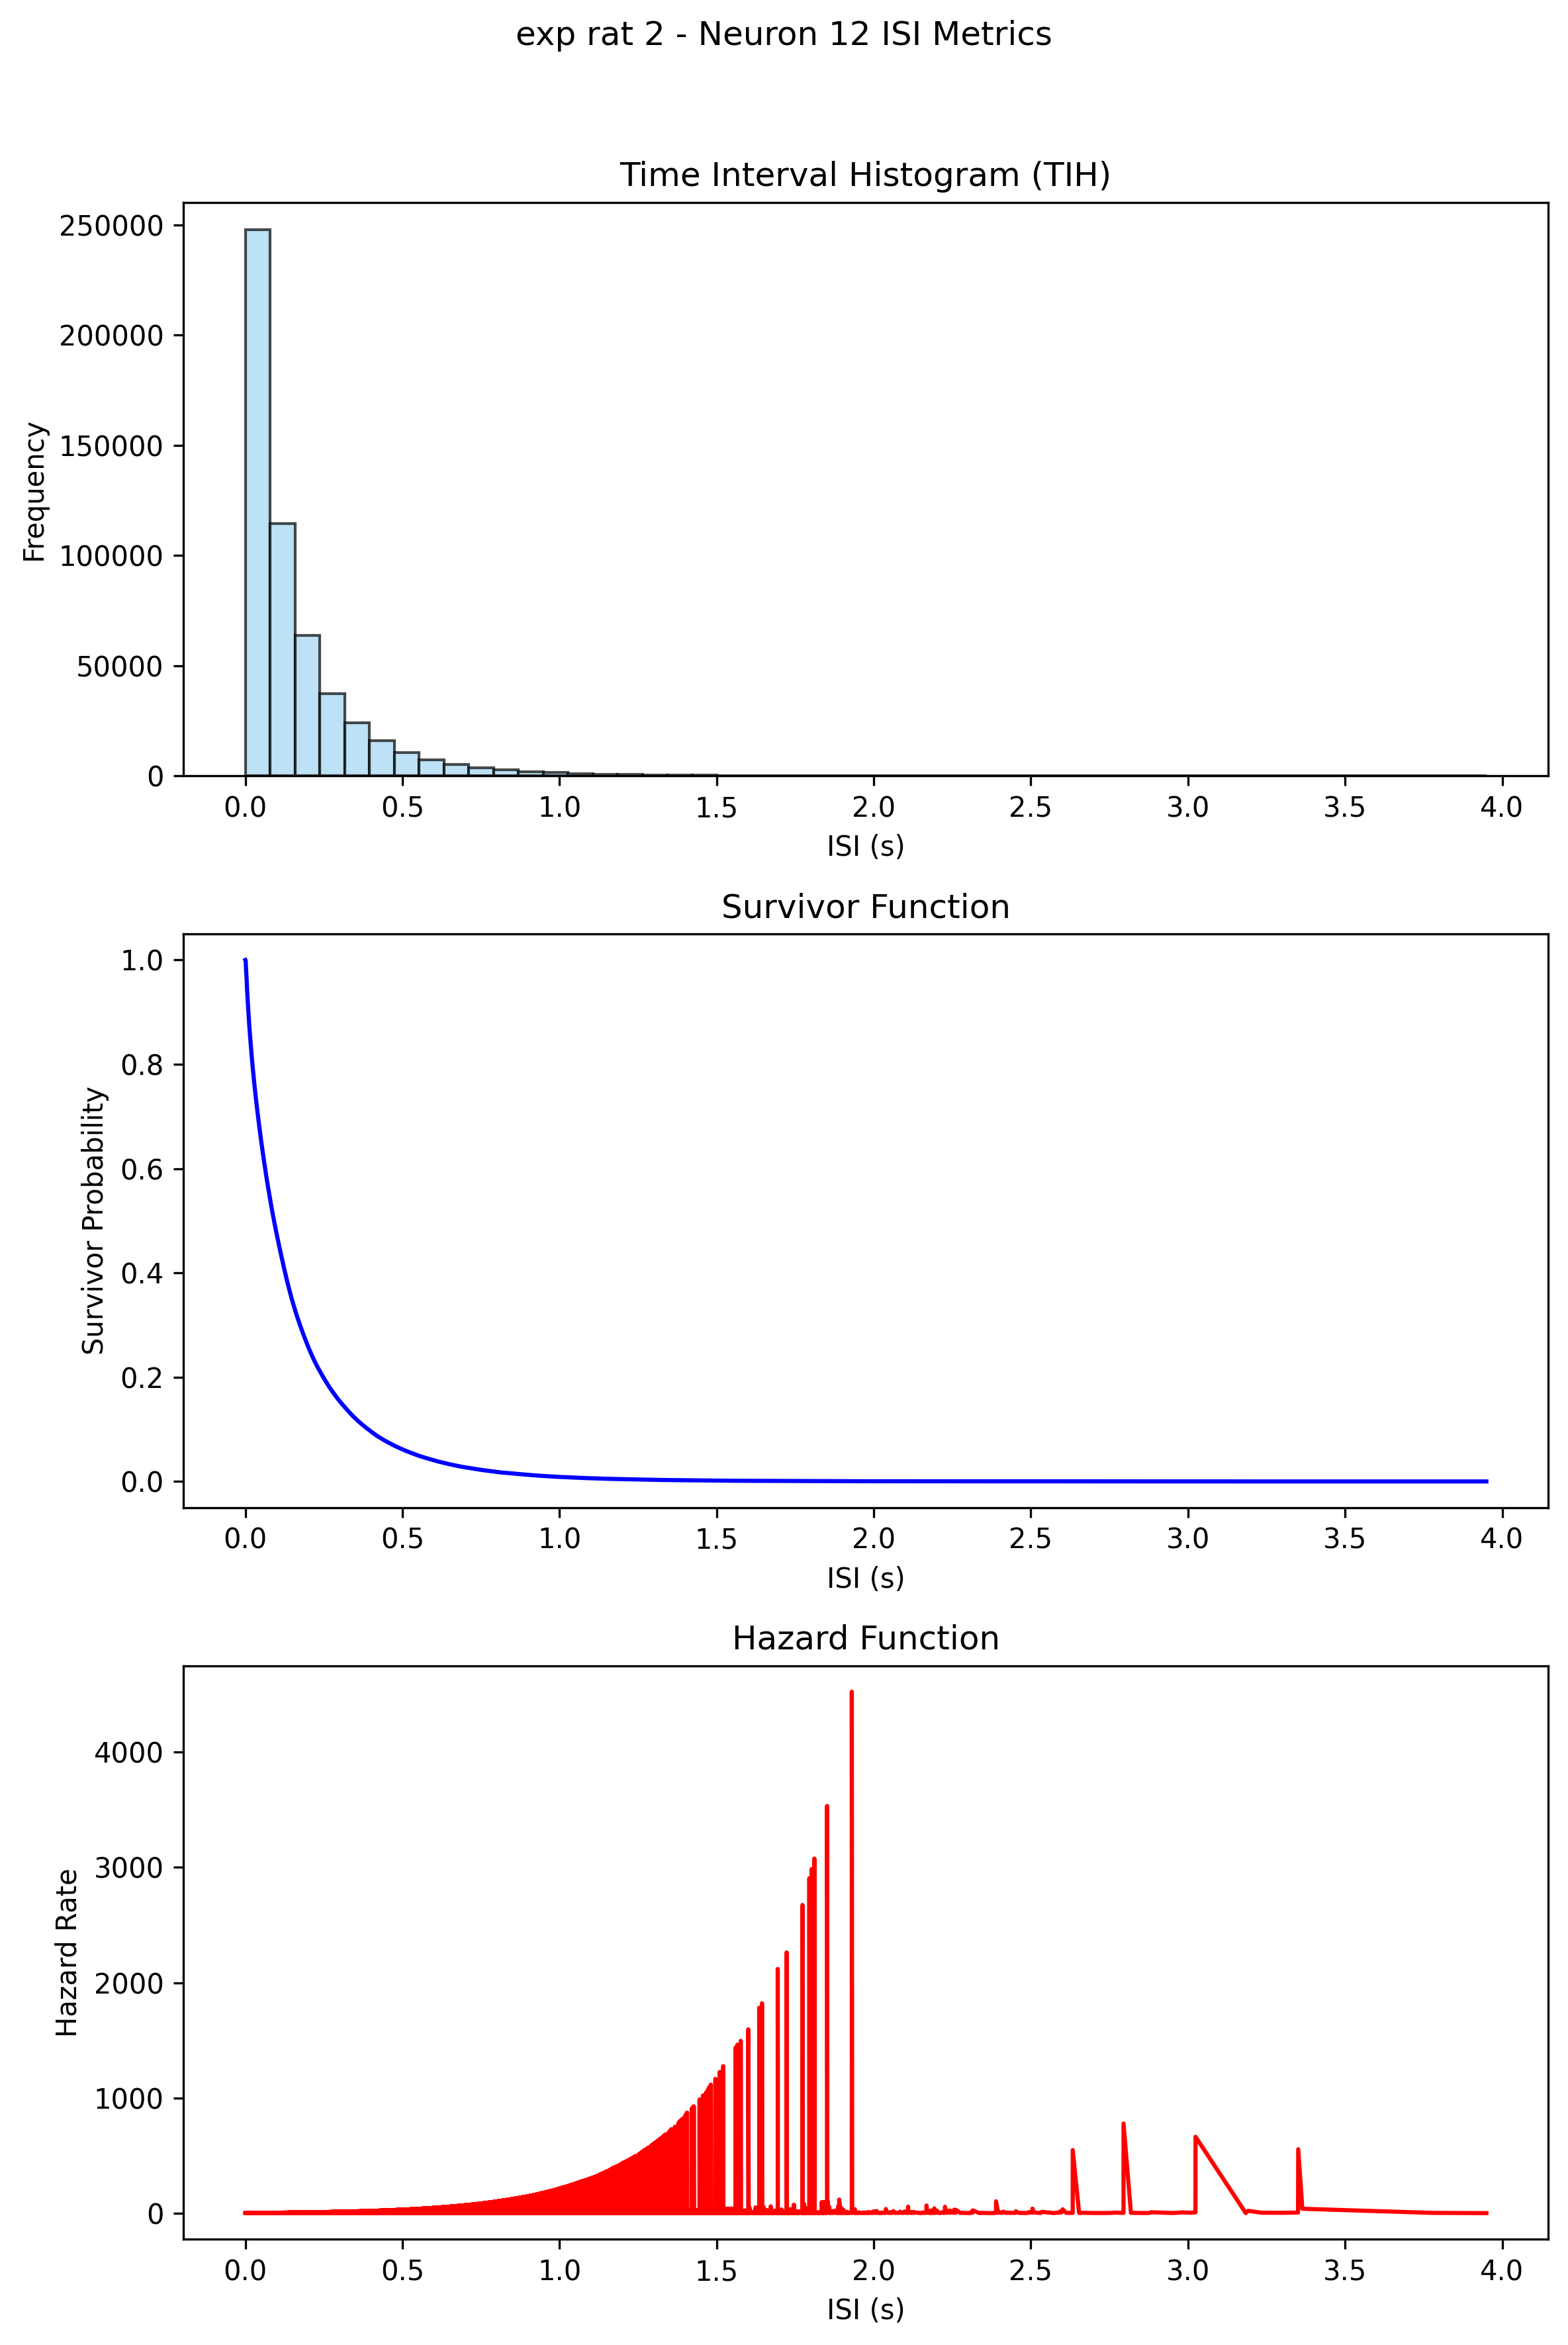 exp rat 2 - Neuron 12 ISI Metrics
Time Interval Histogram (TIH)
250000
200000
150000
100000
50000
0
Frequency
0.0 0.5 1.0 1.5 2.0 2.5 3.0 3.5 4.0
ISI (s)
Survivor Function
1.0
0.8
0.6
0.4
0.2
0.0
Survivor Probability
0.0 0.5 1.0 1.5 2.0 2.5 3.0 3.5 4.0
ISI (s)
Hazard Function
4000
3000
2000
1000
0
Hazard Rate
0.0 0.5 1.0 1.5 2.0 2.5 3.0 3.5 4.0
ISI (s)